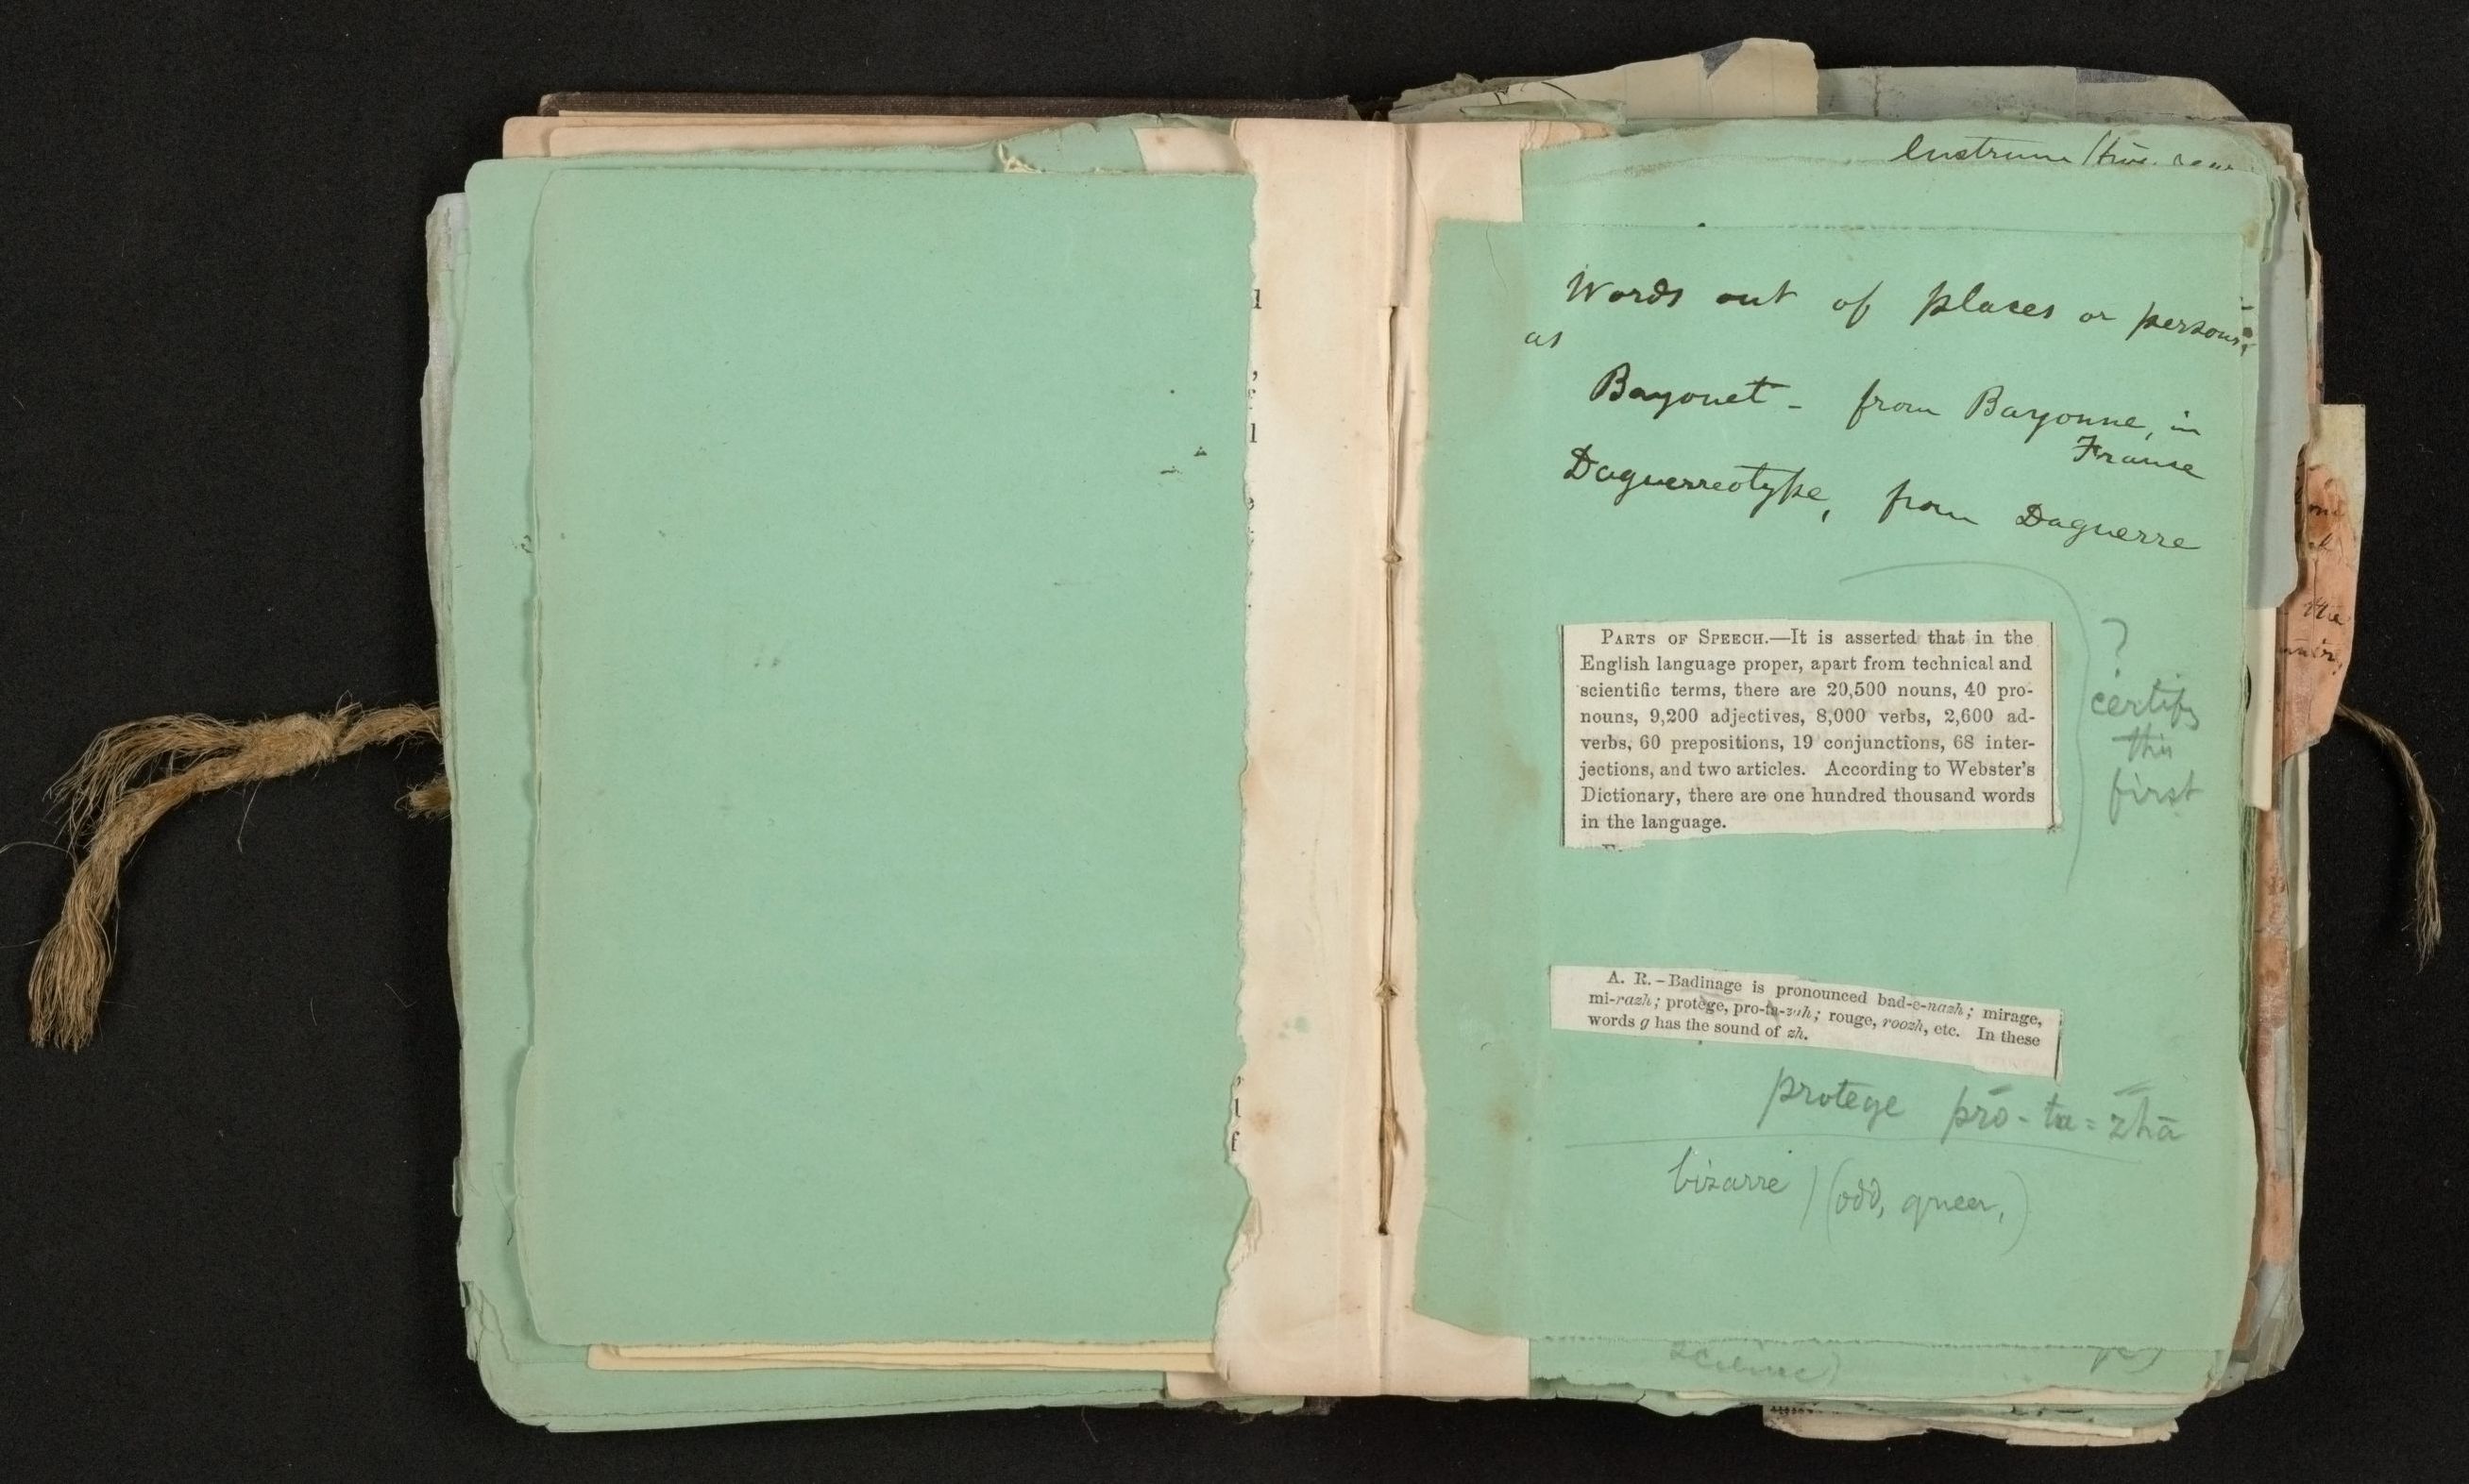 Words out of places or persons;
as
Bayonet - from Bayonne, in
France
Daguerreotype, from Daguerre
PARTS OF SPEECH.—It is asserted that in the
English language proper, apart from technical and
scientific terms, there are 20,500 nouns, 40 pro-
nouns, 9,200 adjectives, 8,000 verbs, 2,600 ad-
verbs, 60 prepositions, 19 conjunctions, 68 inter-
jections, and two articles. According to Webster's
Dictionary, there are one hundred thousand words
in the language.
?
certify
this
first
A. R.—Badinage is pronounced bad-e-nazh; mirage,
mi-razh; protege, pro-ta-zah; rouge, roozh, etc. In these
words g has the sound of zh.
protege prō-ta=zhā
bizarre) (odd, queer,)
the